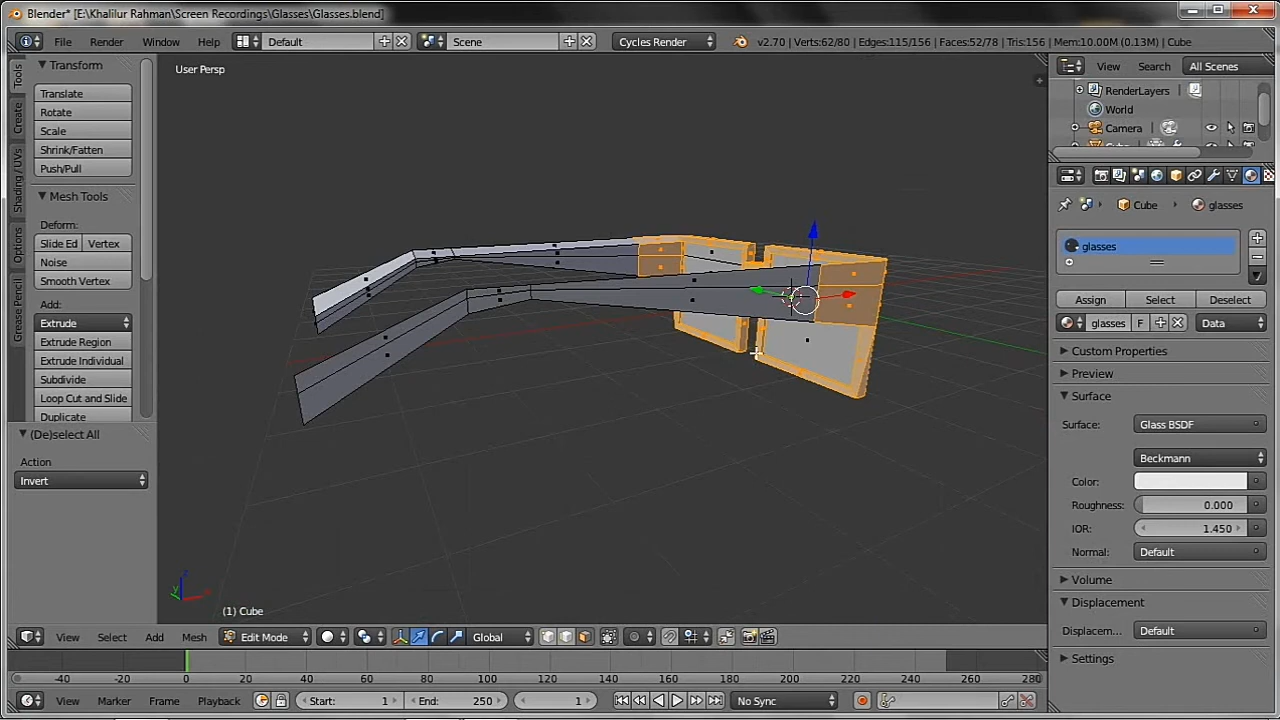 Blender* [E:\Khalilur Rahman\Screen Recordings\Glasses\Glasses.blend]
File Render Window Help Default Scene Cycles Render v2.70 | Verts:62/80 | Edges:115/156 | Faces:52/78 | Tris:156 | Mem:10.00M (0.13M) | Cube
Tools
Create
Shading / UVs
Options
Grease Pencil
Transform
Translate
Rotate
Scale
Shrink/Fatten
Push/Pull
Mesh Tools
Deform:
Slide Ed Vertex
Noise
Smooth Vertex
Add:
Extrude
Extrude Region
Extrude Individual
Subdivide
Loop Cut and Slide
Duplicate
(De)select All
Action
Invert
User Persp
(1) Cube
View Search All Scenes
RenderLayers
World
Camera
Cube glasses
glasses
Assign Select Deselect
glasses F Data
Custom Properties
Preview
Surface
Surface: Glass BSDF
Beckmann
Color:
Roughness: 0.000
IOR: 1.450
Normal: Default
Volume
Displacement
Displacem... Default
Settings
View Select Add Mesh Edit Mode Global
-40 -20 0 20 40 60 80 100 120 140 160 180 200 220 240 260 280
View Marker Frame Playback Start: 1 End: 250 1 No Sync